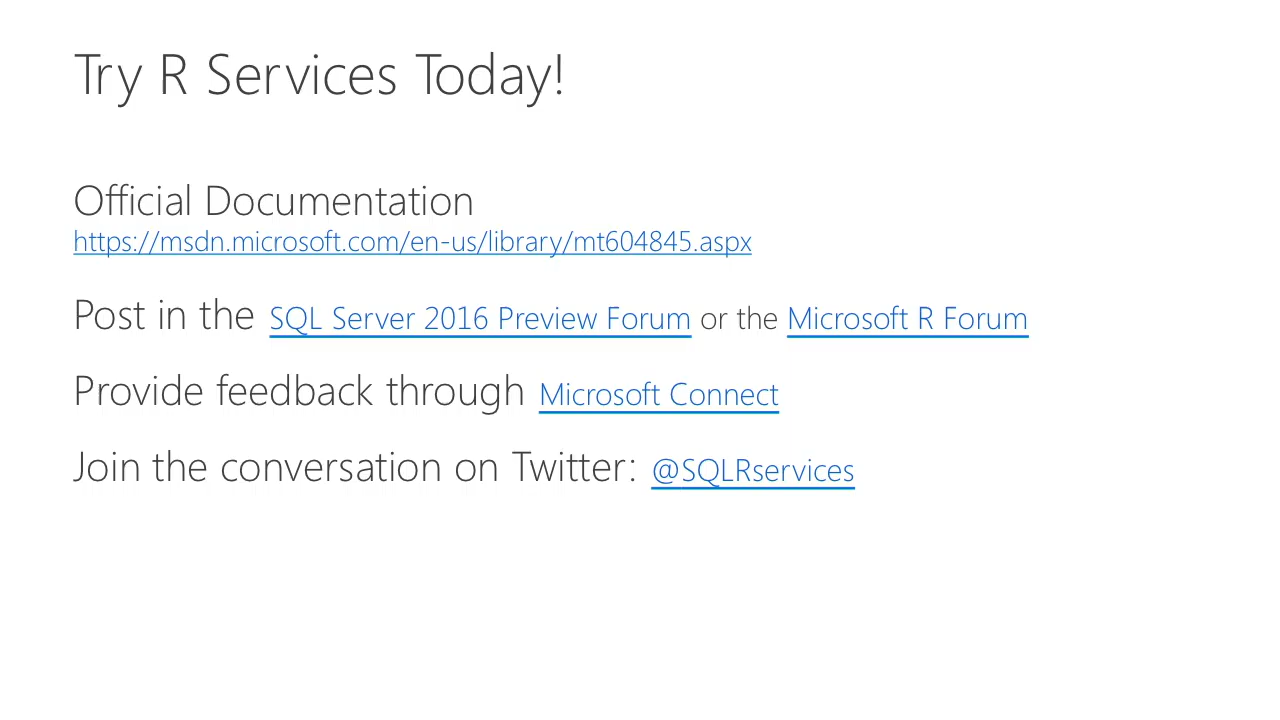 Try R Services Today!
Official Documentation
https://msdn.microsoft.com/en-us/library/mt604845.aspx
Post in the SQL Server 2016 Preview Forum or the Microsoft R Forum
Provide feedback through Microsoft Connect
Join the conversation on Twitter: @SQLRservices